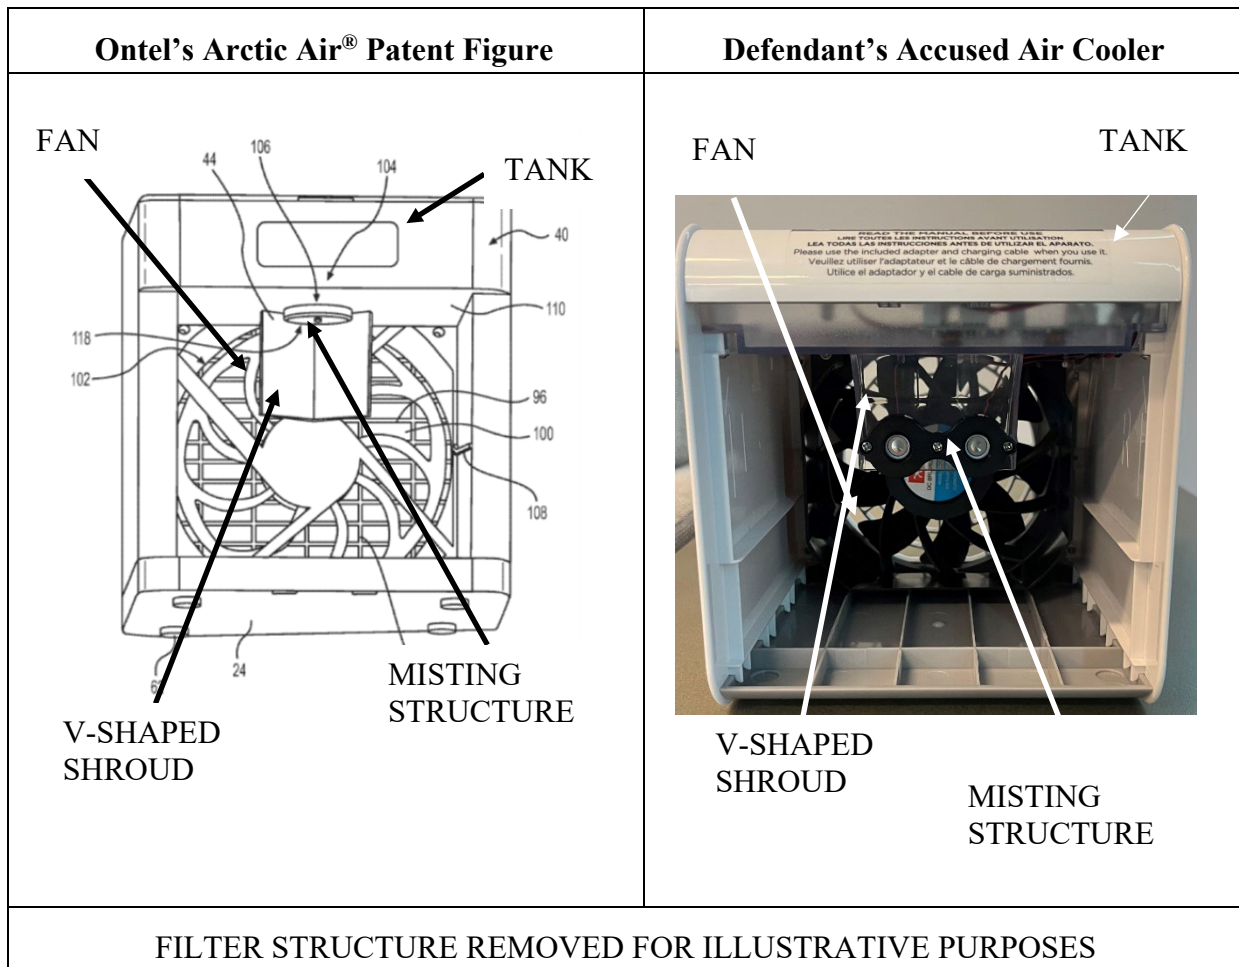 Ontel's Arctic Air® Patent Figure
Defendant's Accused Air Cooler
FAN
106
44
104
TANK
40
110
118
102
96
100
108
24
V-SHAPED
SHROUD
MISTING
STRUCTURE
FAN
TANK
READ THE MANUAL BEFORE USE
LIRE TOUTES LES INSTRUCTIONS AVANT UTILISATION
LEA TODAS LAS INSTRUCCIONES ANTES DE UTILIZAR EL APARATO.
Please use the included adapter and charging cable when you use it.
Veuillez utiliser l'adaptateur et le câble de chargement fournis.
Utilice el adaptador y el cable de carga suministrados.
V-SHAPED
SHROUD
MISTING
STRUCTURE
FILTER STRUCTURE REMOVED FOR ILLUSTRATIVE PURPOSES